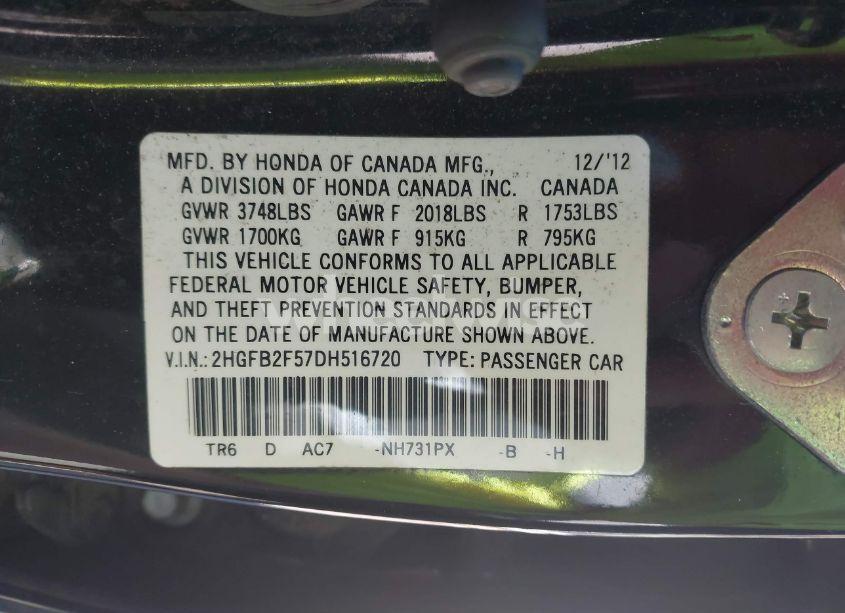 MFD. BY HONDA OF CANADA MFG., 12/'12
A DIVISION OF HONDA CANADA INC. CANADA
GVWR 3748LBS GAWR F 2018LBS R 1753LBS
GVWR 1700KG GAWR F 915KG R 795KG
THIS VEHICLE CONFORMS TO ALL APPLICABLE
FEDERAL MOTOR VEHICLE SAFETY, BUMPER,
AND THEFT PREVENTION STANDARDS IN EFFECT
ON THE DATE OF MANUFACTURE SHOWN ABOVE.
V.I.N.: 2HGFB2F57DH516720 TYPE: PASSENGER CAR
TR6 D AC7 -NH731PX -B -H